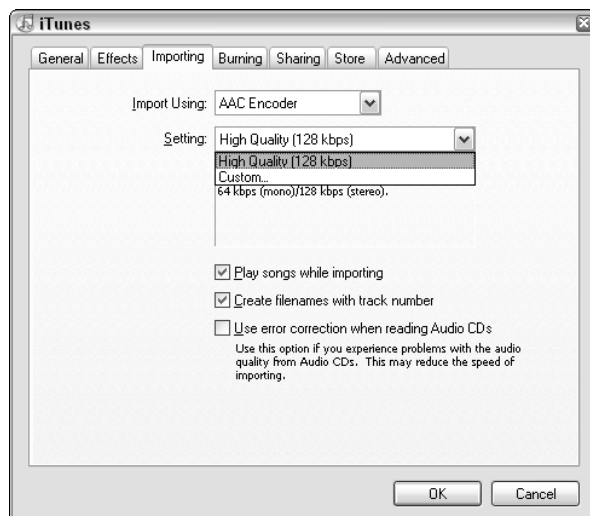 iTunes
General Effects Importing Burning Sharing Store Advanced
Import Using: AAC Encoder
Setting: High Quality (128 kbps)
High Quality (128 kbps)
Custom...
64 kbps (mono)/128 kbps (stereo).
Play songs while importing
Create filenames with track number
Use error correction when reading Audio CDs
Use this option if you experience problems with the audio
quality from Audio CDs. This may reduce the speed of
importing.
OK Cancel